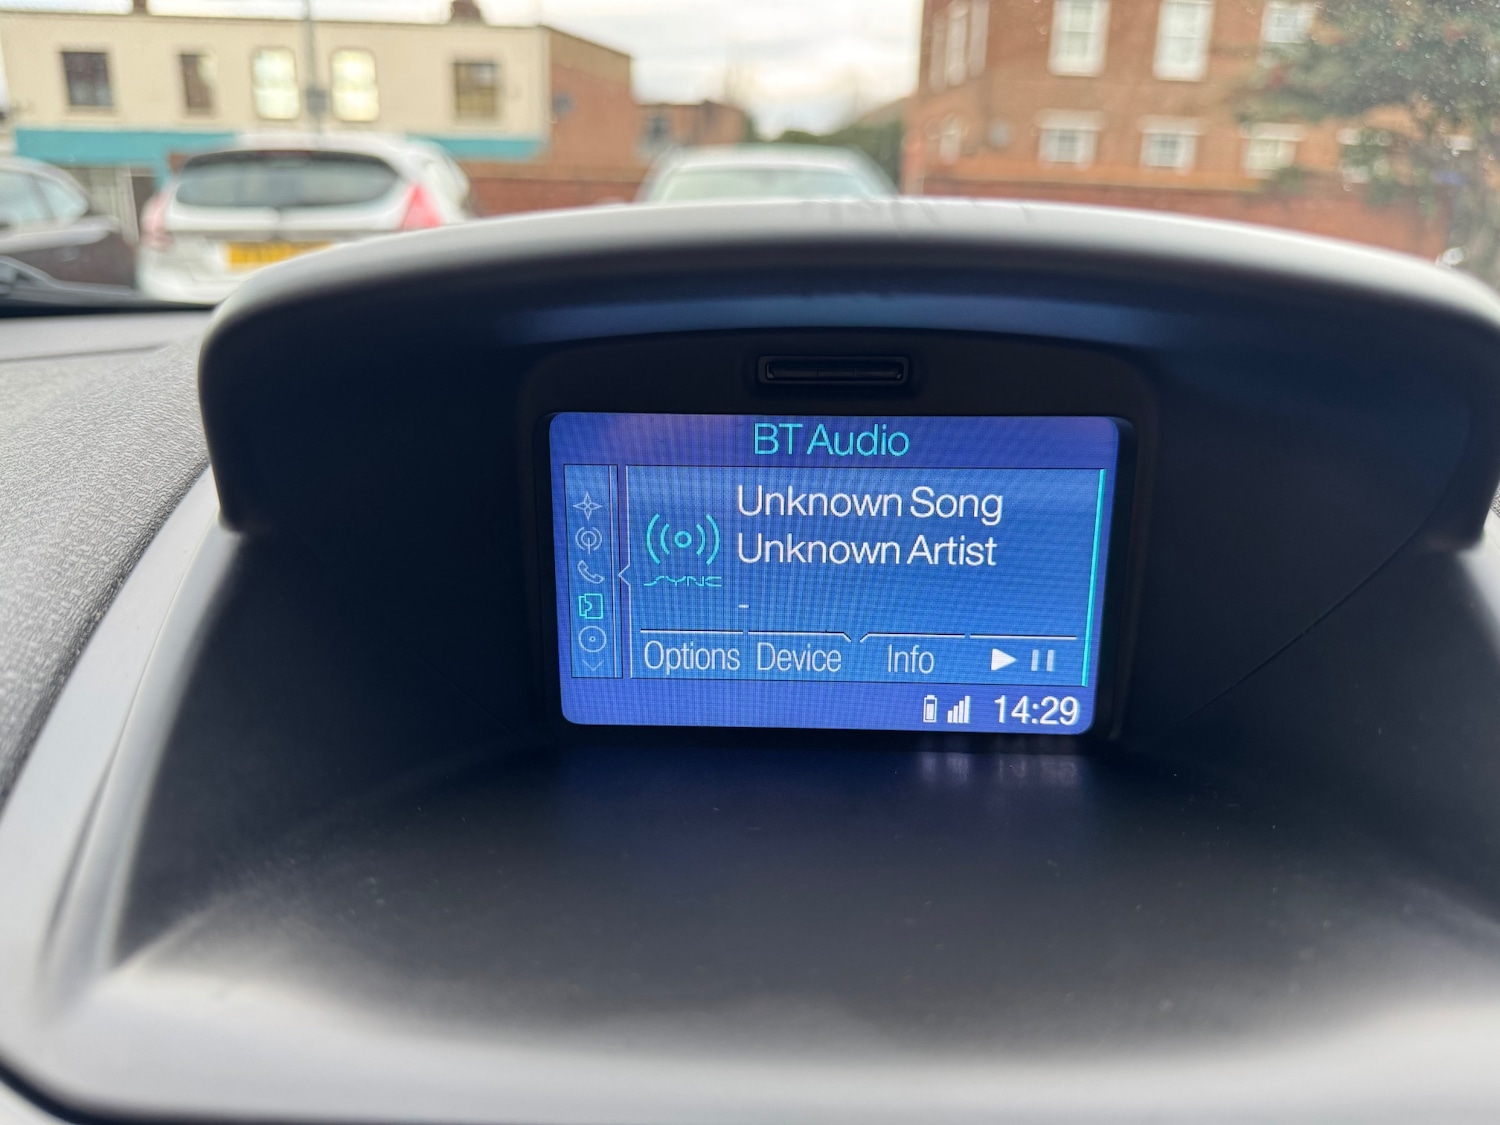 BT Audio
Unknown Song
Unknown Artist
SYNC
-
Options Device Info
14:29